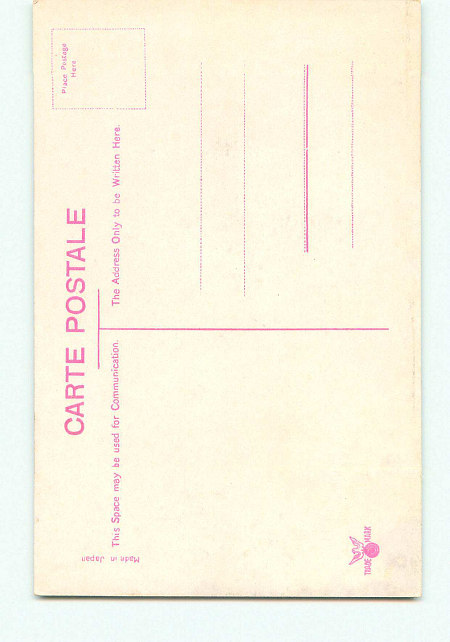 CARTE POSTALE
This Space may be used for Communication.
The Address Only to be Written Here.
Place Postage
Here
Made in Japan
TRADE MARK